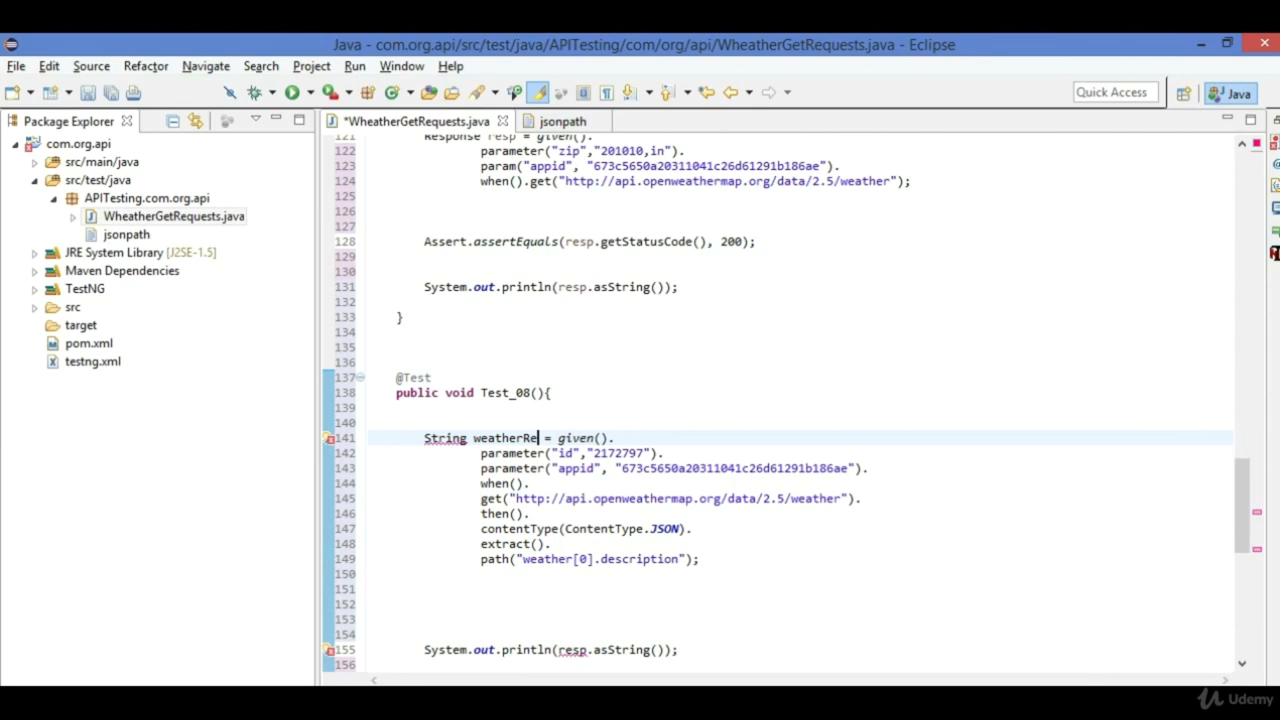 Java - com.org.api/src/test/java/APITesting/com/org/api/WheatherGetRequests.java - Eclipse
File Edit Source Refactor Navigate Search Project Run Window Help
Quick Access
Java
Package Explorer
*WheatherGetRequests.java
jsonpath
com.org.api
src/main/java
src/test/java
APITesting.com.org.api
WheatherGetRequests.java
jsonpath
JRE System Library [J2SE-1.5]
Maven Dependencies
TestNG
src
target
pom.xml
testng.xml
121 Response resp = given().
122 parameter("zip","201010,in").
123 param("appid", "673c5650a20311041c26d61291b186ae").
124 when().get("http://api.openweathermap.org/data/2.5/weather");
125
126
127
128 Assert.assertEquals(resp.getStatusCode(), 200);
129
130
131 System.out.println(resp.asString());
132
133 }
134
135
136
137 @Test
138 public void Test_08(){
139
140
141 String weatherRe = given().
142 parameter("id","2172797").
143 parameter("appid", "673c5650a20311041c26d61291b186ae").
144 when().
145 get("http://api.openweathermap.org/data/2.5/weather").
146 then().
147 contentType(ContentType.JSON).
148 extract().
149 path("weather[0].description");
150
151
152
153
154
155 System.out.println(resp.asString());
156
Udemy